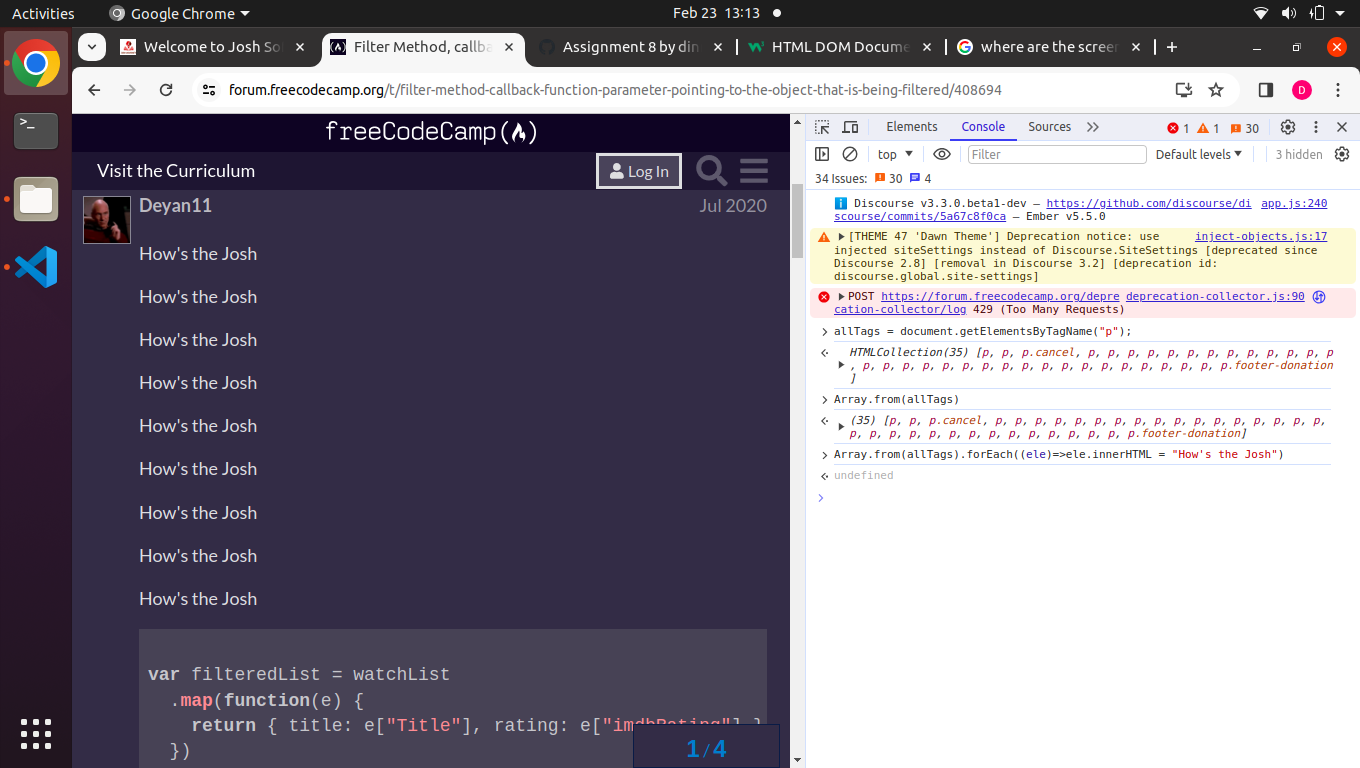 Activities
Google Chrome
Feb 23 13:13
Welcome to Josh So
Filter Method, callba
Assignment 8 by din
HTML DOM Docume
where are the screen
forum.freecodecamp.org/t/filter-method-callback-function-parameter-pointing-to-the-object-that-is-being-filtered/408694
D
freeCodeCamp(🔥)
Visit the Curriculum
Log In
Deyan11
Jul 2020
How's the Josh
How's the Josh
How's the Josh
How's the Josh
How's the Josh
How's the Josh
How's the Josh
How's the Josh
How's the Josh
var filteredList = watchList
.map(function(e) {
return { title: e["Title"], rating: e["imdbRating"] }
})
1 / 4
Elements
Console
Sources
1
1
30
top
Filter
Default levels
3 hidden
34 Issues:
30
4
Discourse v3.3.0.beta1-dev — https://github.com/discourse/di app.js:240
scourse/commits/5a67c8f0ca — Ember v5.5.0
[THEME 47 'Dawn Theme'] Deprecation notice: use inject-objects.js:17
injected siteSettings instead of Discourse.SiteSettings [deprecated since
Discourse 2.8] [removal in Discourse 3.2] [deprecation id:
discourse.global.site-settings]
POST https://forum.freecodecamp.org/depre deprecation-collector.js:90
cation-collector/log 429 (Too Many Requests)
allTags = document.getElementsByTagName("p");
HTMLCollection(35) [p, p, p.cancel, p, p, p, p, p, p, p, p, p, p, p, p, p
, p, p, p, p, p, p, p, p, p, p, p, p, p, p, p, p, p, p, p.footer-donation
]
Array.from(allTags)
(35) [p, p, p.cancel, p, p, p, p, p, p, p, p, p, p, p, p, p, p, p, p, p,
p, p, p, p, p, p, p, p, p, p, p, p, p, p, p.footer-donation]
Array.from(allTags).forEach((ele)=>ele.innerHTML = "How's the Josh")
undefined